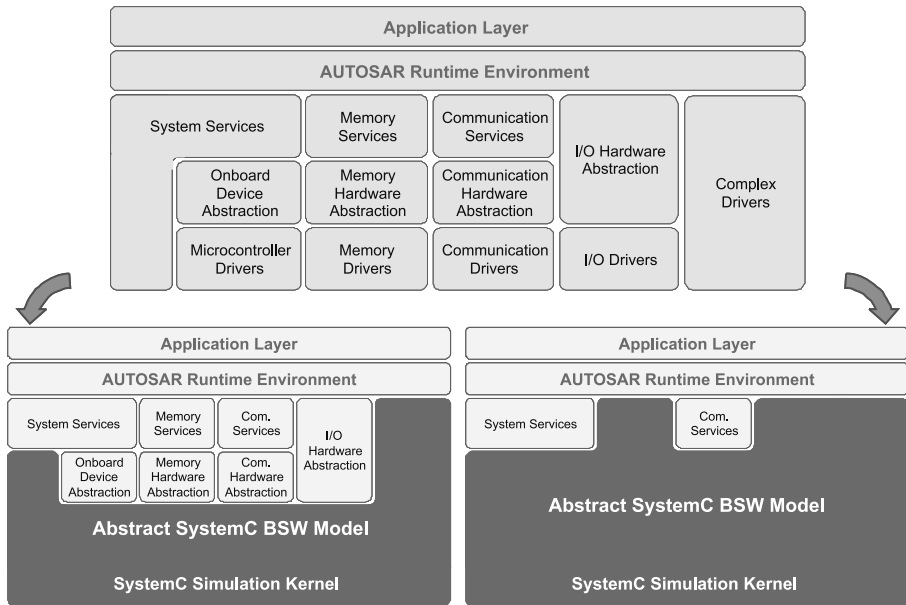 Application Layer
AUTOSAR Runtime Environment
System Services
Memory
Services
Communication
Services
I/O Hardware
Abstraction
Complex
Drivers
Onboard
Device
Abstraction
Memory
Hardware
Abstraction
Communication
Hardware
Abstraction
Microcontroller
Drivers
Memory
Drivers
Communication
Drivers
I/O Drivers
Application Layer
AUTOSAR Runtime Environment
System Services
Memory
Services
Com.
Services
I/O
Hardware
Abstraction
Onboard
Device
Abstraction
Memory
Hardware
Abstraction
Com.
Hardware
Abstraction
Abstract SystemC BSW Model
SystemC Simulation Kernel
Application Layer
AUTOSAR Runtime Environment
System Services
Com.
Services
Abstract SystemC BSW Model
SystemC Simulation Kernel